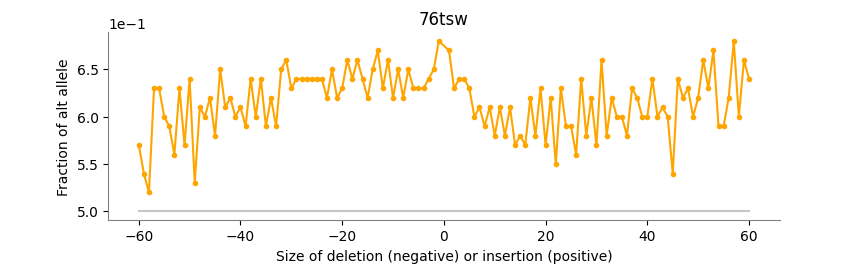 76tsw
1e−1
6.5
6.0
5.5
5.0
Fraction of alt allele
−60 −40 −20 0 20 40 60
Size of deletion (negative) or insertion (positive)